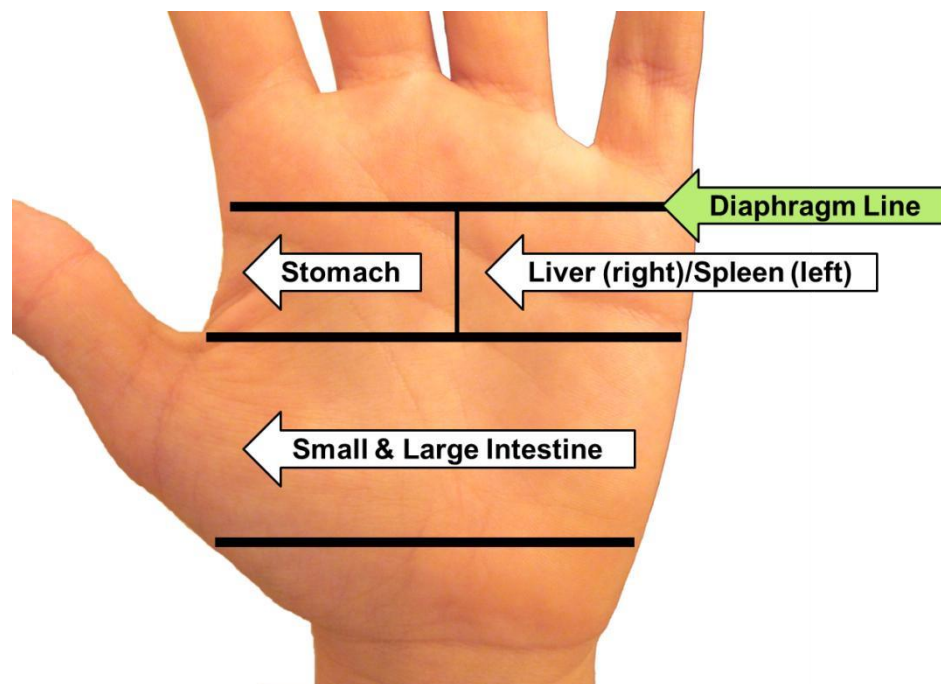 Diaphragm Line
Stomach
Liver (right)/Spleen (left)
Small & Large Intestine